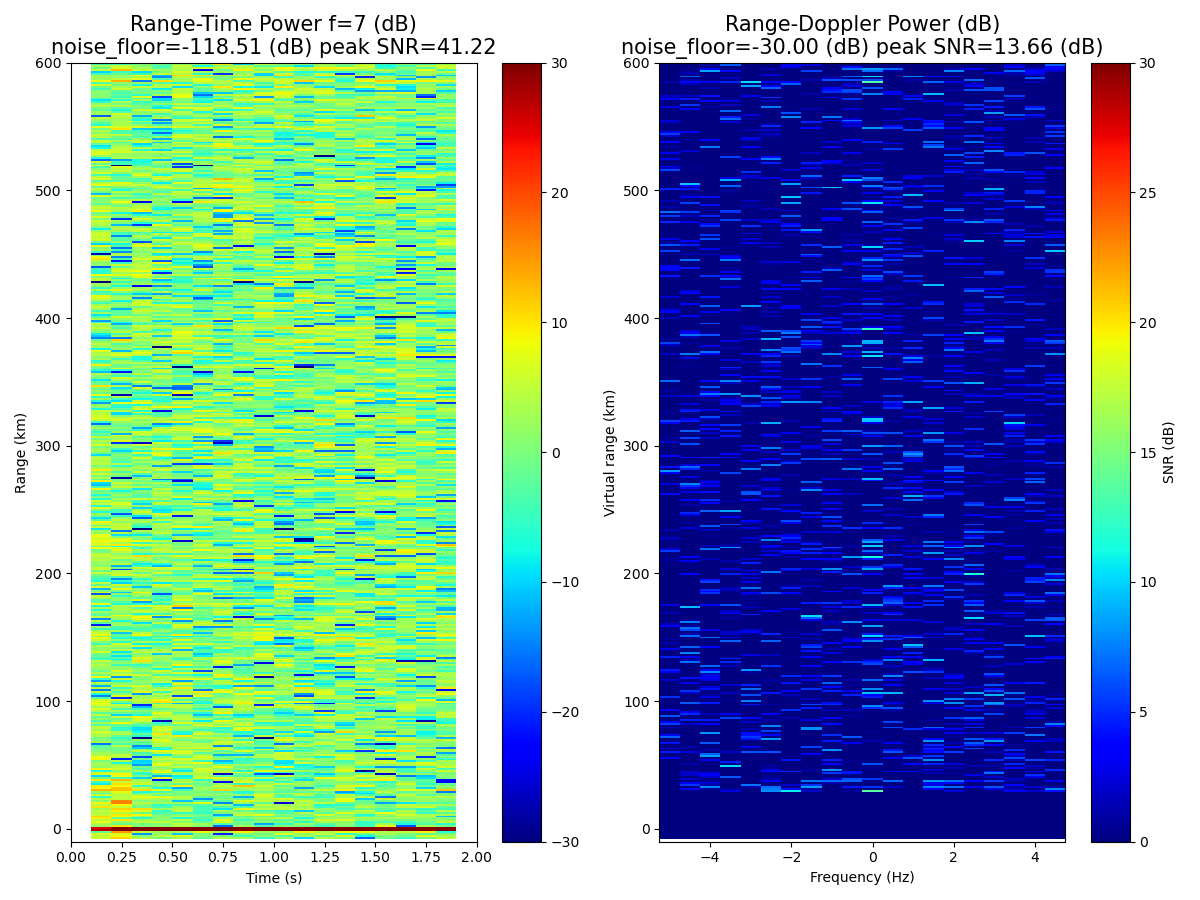 Range-Time Power f=7 (dB)
noise_floor=-118.51 (dB) peak SNR=41.22
600
500
400
300
200
100
0
Range (km)
0.00 0.25 0.50 0.75 1.00 1.25 1.50 1.75 2.00
Time (s)
30
20
10
0
−10
−20
−30
Range-Doppler Power (dB)
noise_floor=-30.00 (dB) peak SNR=13.66 (dB)
600
500
400
300
200
100
0
Virtual range (km)
−4 −2 0 2 4
Frequency (Hz)
30
25
20
15
10
5
0
SNR (dB)